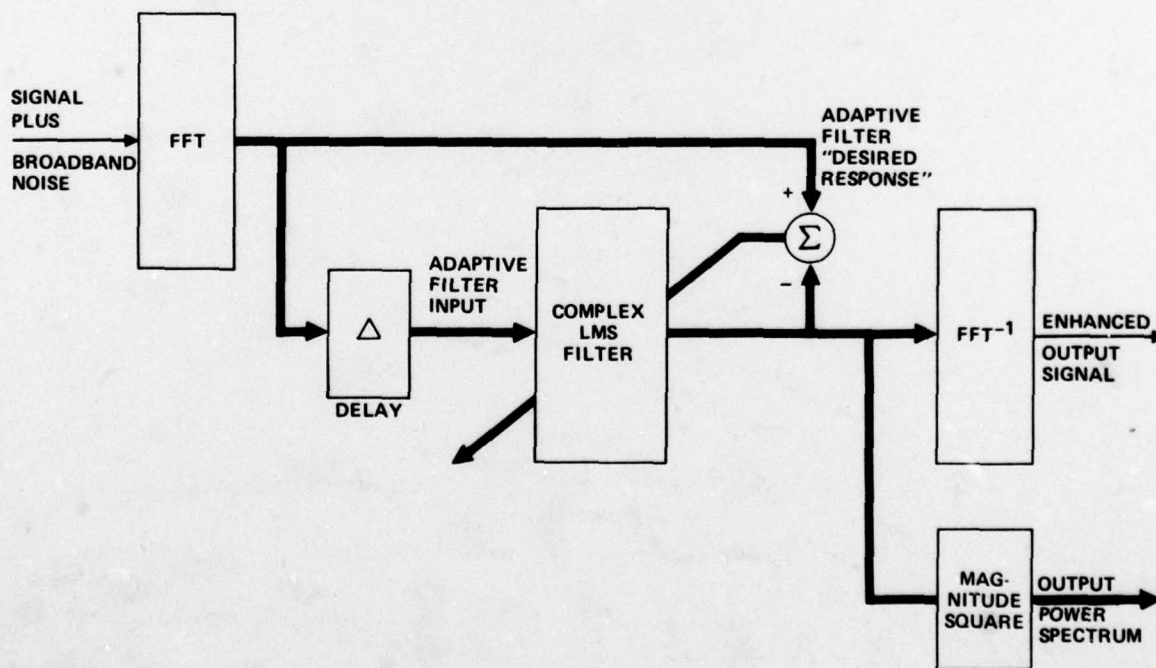 SIGNAL
PLUS
BROADBAND
NOISE
FFT
ADAPTIVE
FILTER
"DESIRED
RESPONSE"
+
Σ
−
ADAPTIVE
FILTER
INPUT
△
DELAY
COMPLEX
LMS
FILTER
FFT⁻¹
ENHANCED
OUTPUT
SIGNAL
MAG-
NITUDE
SQUARE
OUTPUT
POWER
SPECTRUM